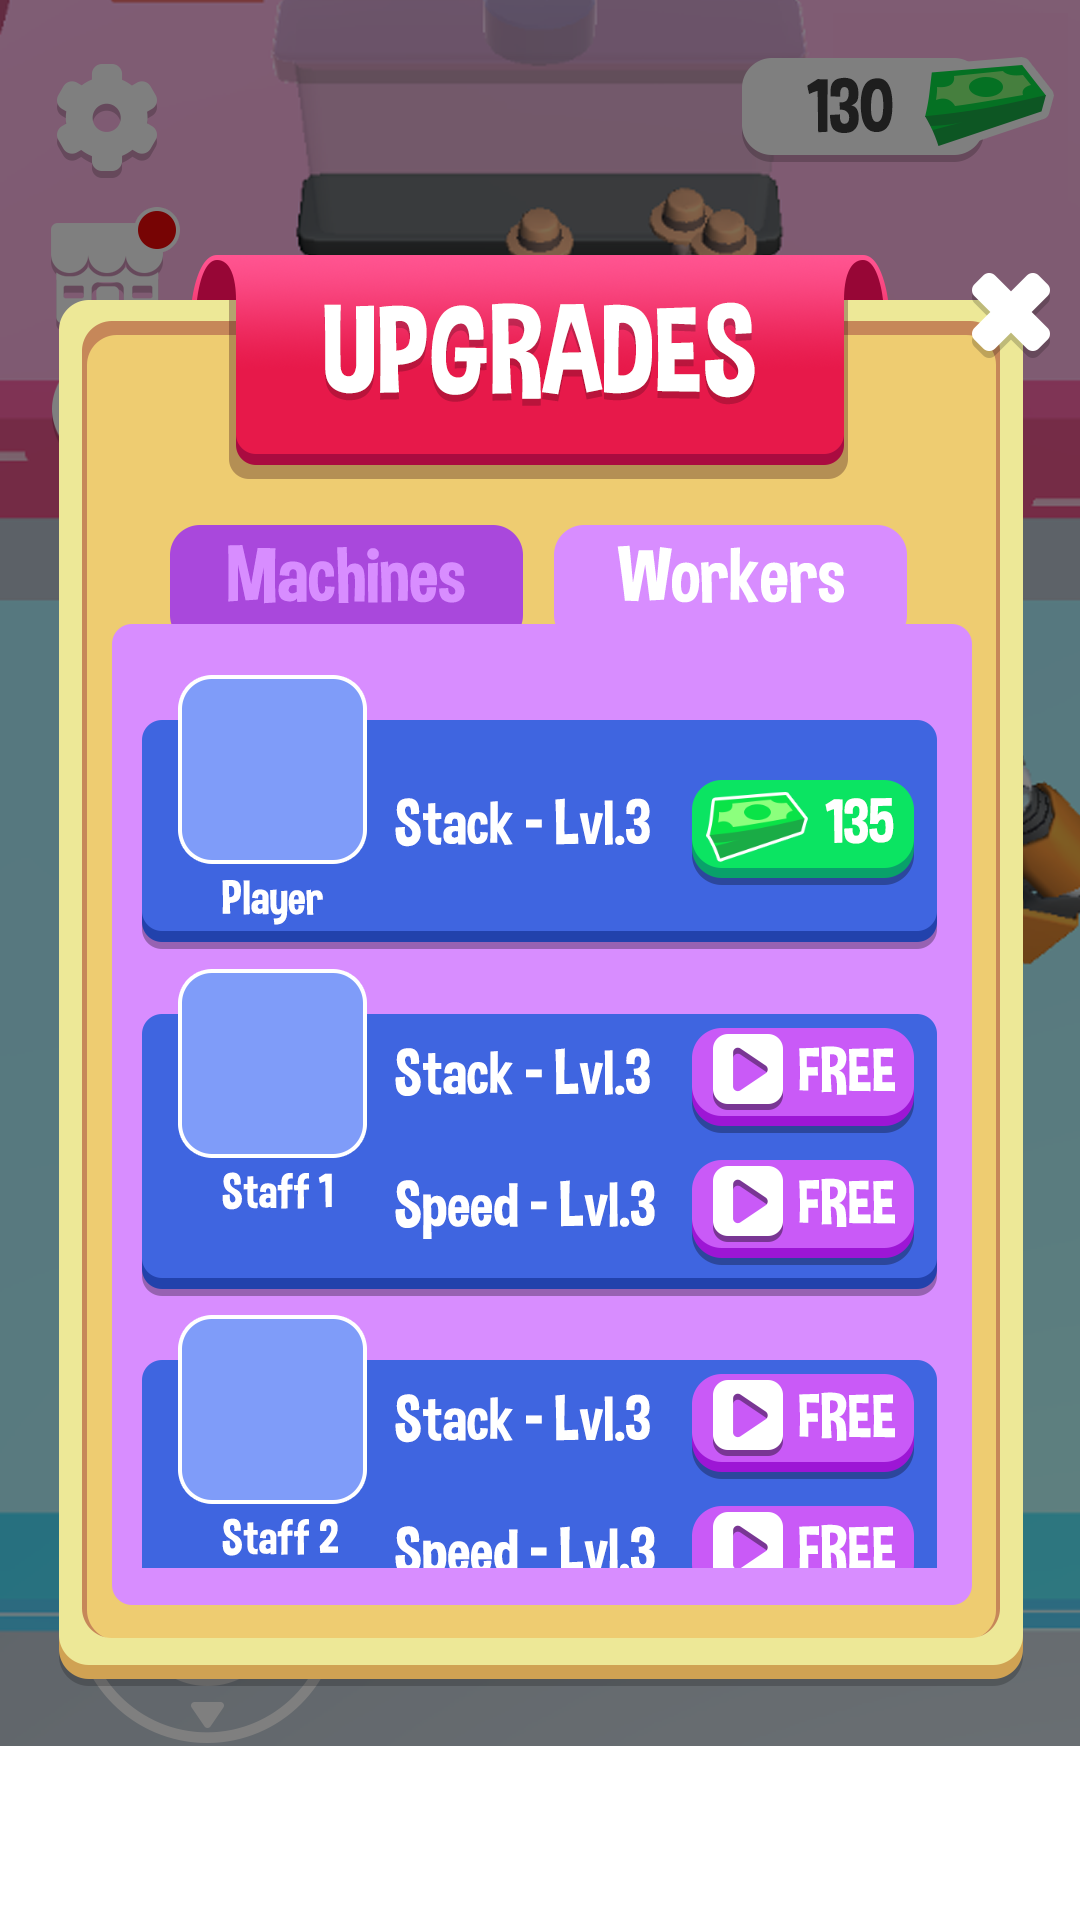 130
UPGRADES
Machines Workers
Stack - Lvl.3 135
Player
Stack - Lvl.3 FREE
Staff 1
Speed - Lvl.3 FREE
Stack - Lvl.3 FREE
Staff 2
Speed - Lvl.3 FREE